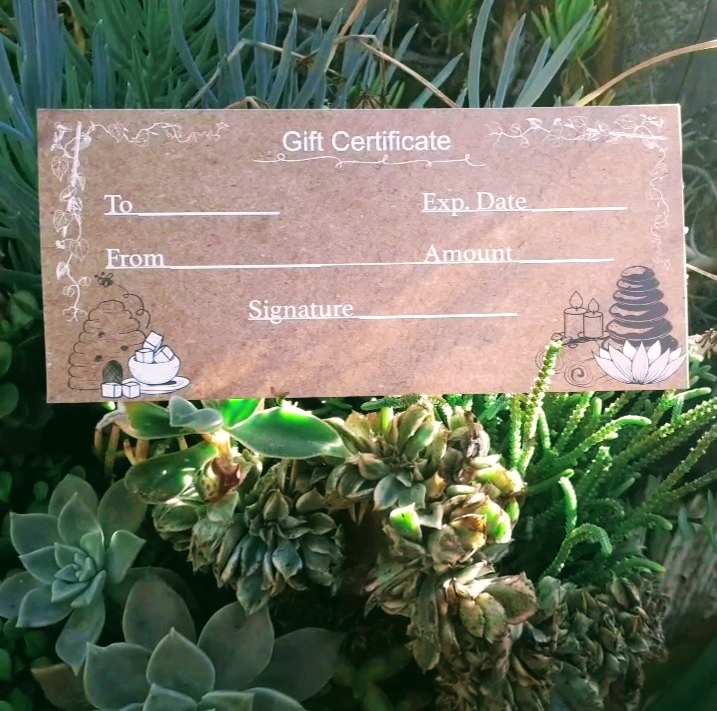 Gift Certificate
To Exp. Date
From Amount
Signature